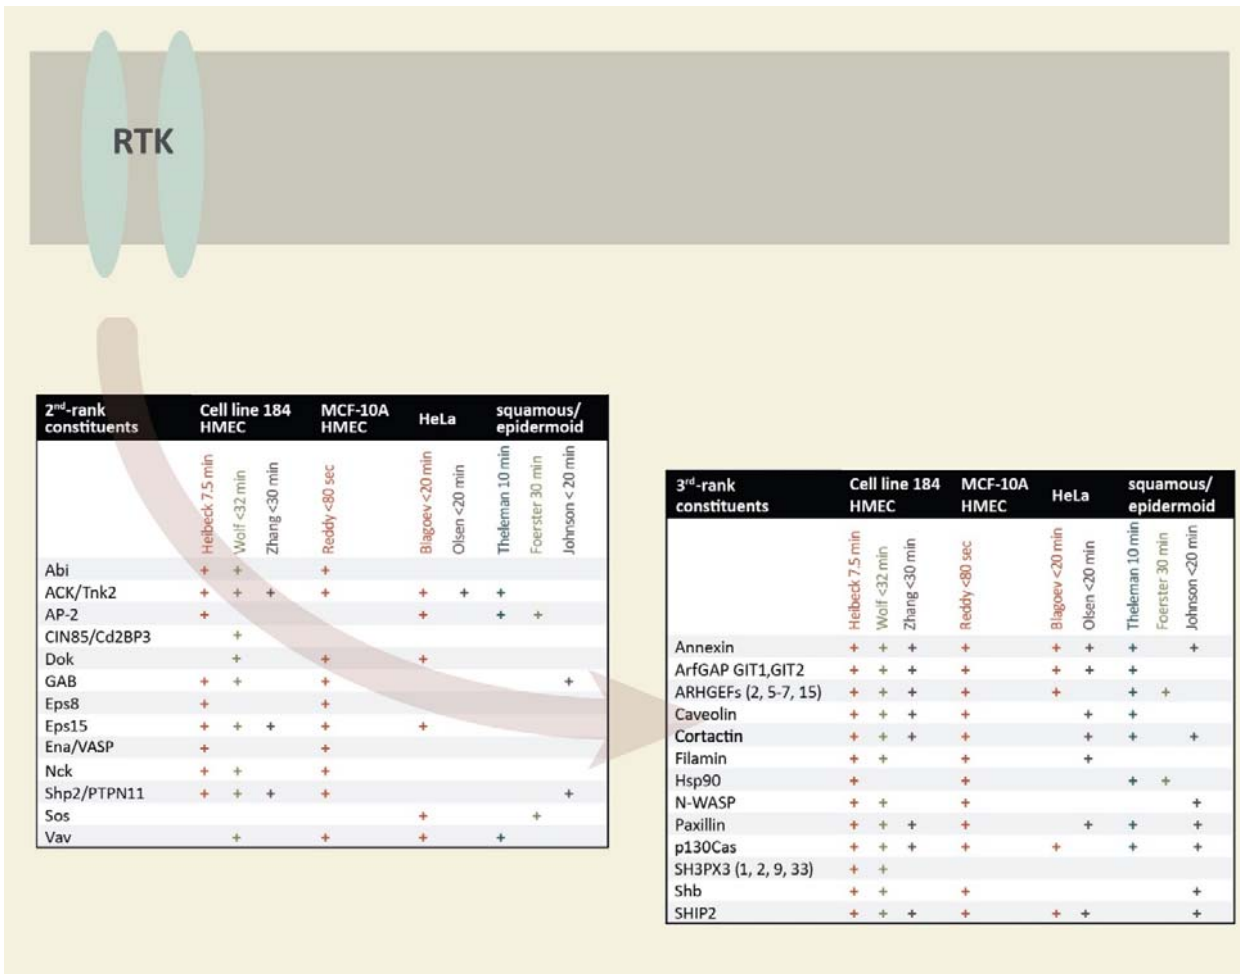 RTK
2nd-rank constituents Cell line 184 HMEC MCF-10A HMEC HeLa squamous/ epidermoid
Heibeck 7.5 min Wolf <32 min Zhang <30 min Reddy <80 sec Blagoev <20 min Olsen <20 min Theleman 10 min Foerster 30 min Johnson < 20 min
Abi + + +
ACK/Tnk2 + + + + + + +
AP-2 + + + +
CIN85/Cd2BP3 +
Dok + + +
GAB + + + +
Eps8 + +
Eps15 + + + + +
Ena/VASP + +
Nck + + +
Shp2/PTPN11 + + + + +
Sos + +
Vav + + + +
3rd-rank constituents Cell line 184 HMEC MCF-10A HMEC HeLa squamous/ epidermoid
Heibeck 7.5 min Wolf <32 min Zhang <30 min Reddy <80 sec Blagoev <20 min Olsen <20 min Theleman 10 min Foerster 30 min Johnson <20 min
Annexin + + + + + + + +
ArfGAP GIT1,GIT2 + + + + + + +
ARHGEFs (2, 5-7, 15) + + + + + + +
Caveolin + + + + + +
Cortactin + + + + + + +
Filamin + + + +
Hsp90 + + + +
N-WASP + + + +
Paxillin + + + + + + +
p130Cas + + + + + + +
SH3PX3 (1, 2, 9, 33) + +
Shb + + + +
SHIP2 + + + + + + +